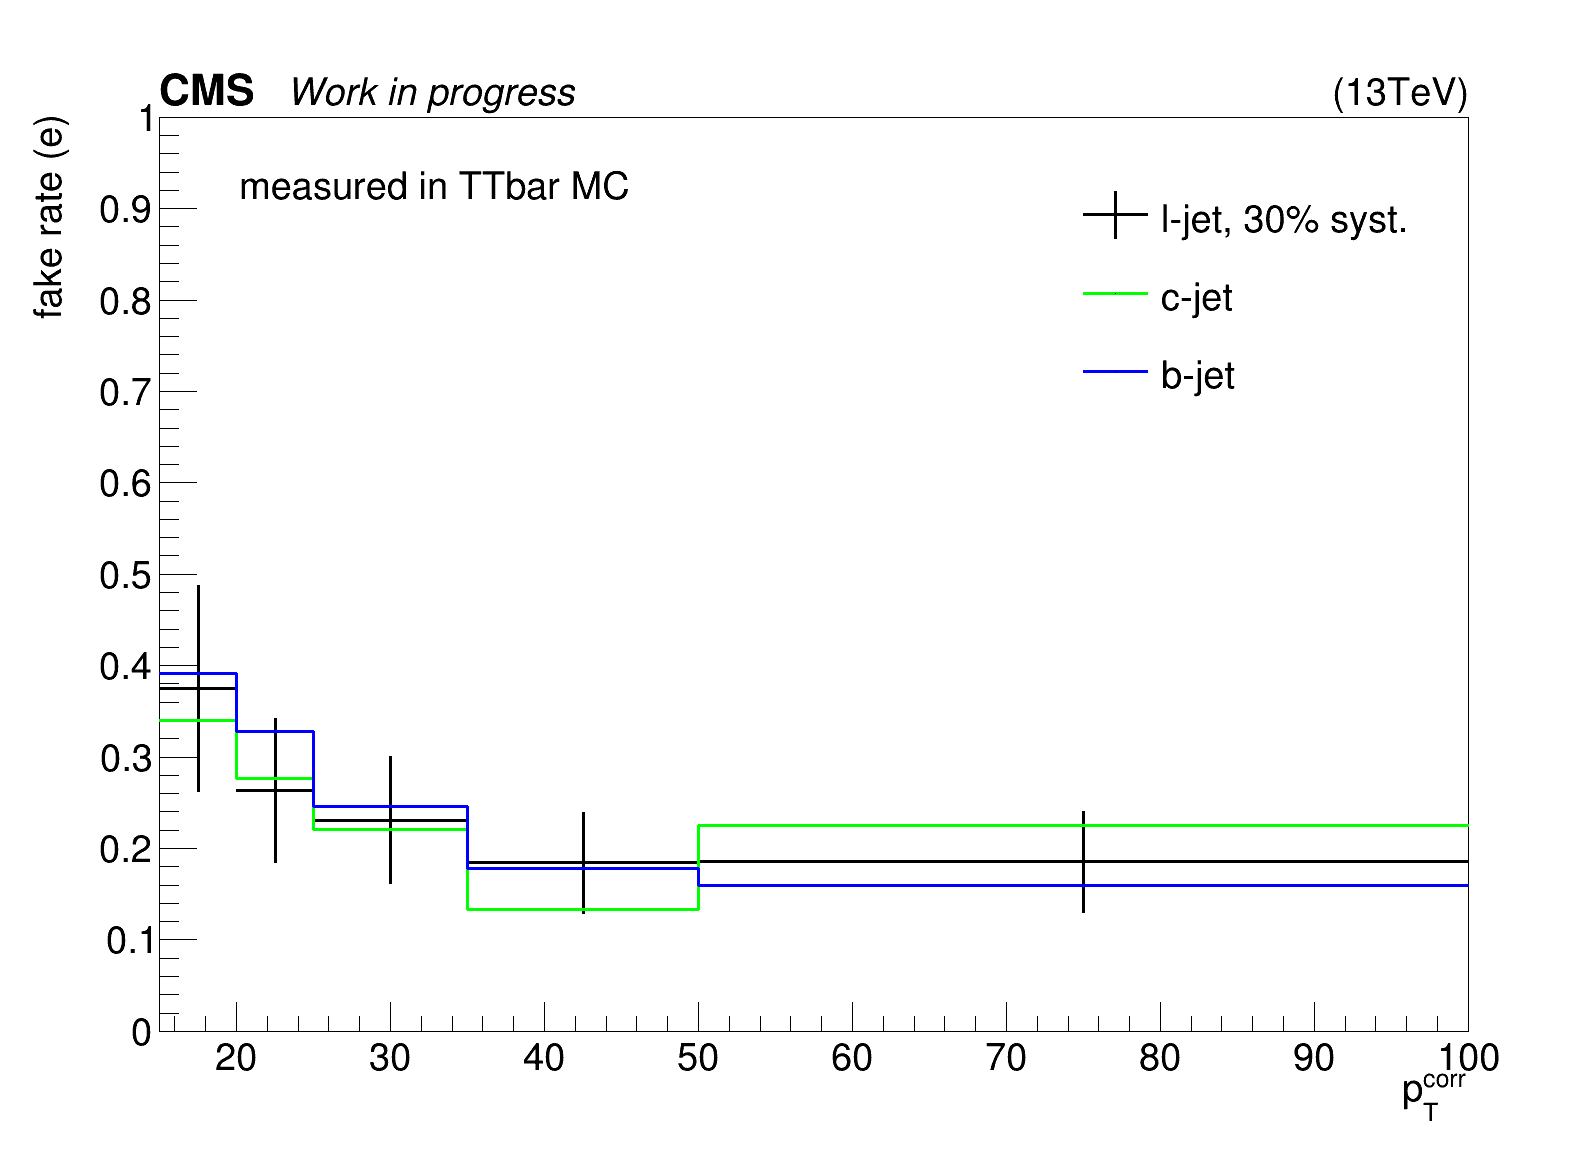 CMS Work in progress (13TeV)
fake rate (e)
measured in TTbar MC
l-jet, 30% syst.
c-jet
b-jet
1
0.9
0.8
0.7
0.6
0.5
0.4
0.3
0.2
0.1
0
20 30 40 50 60 70 80 90 100
p_T^corr